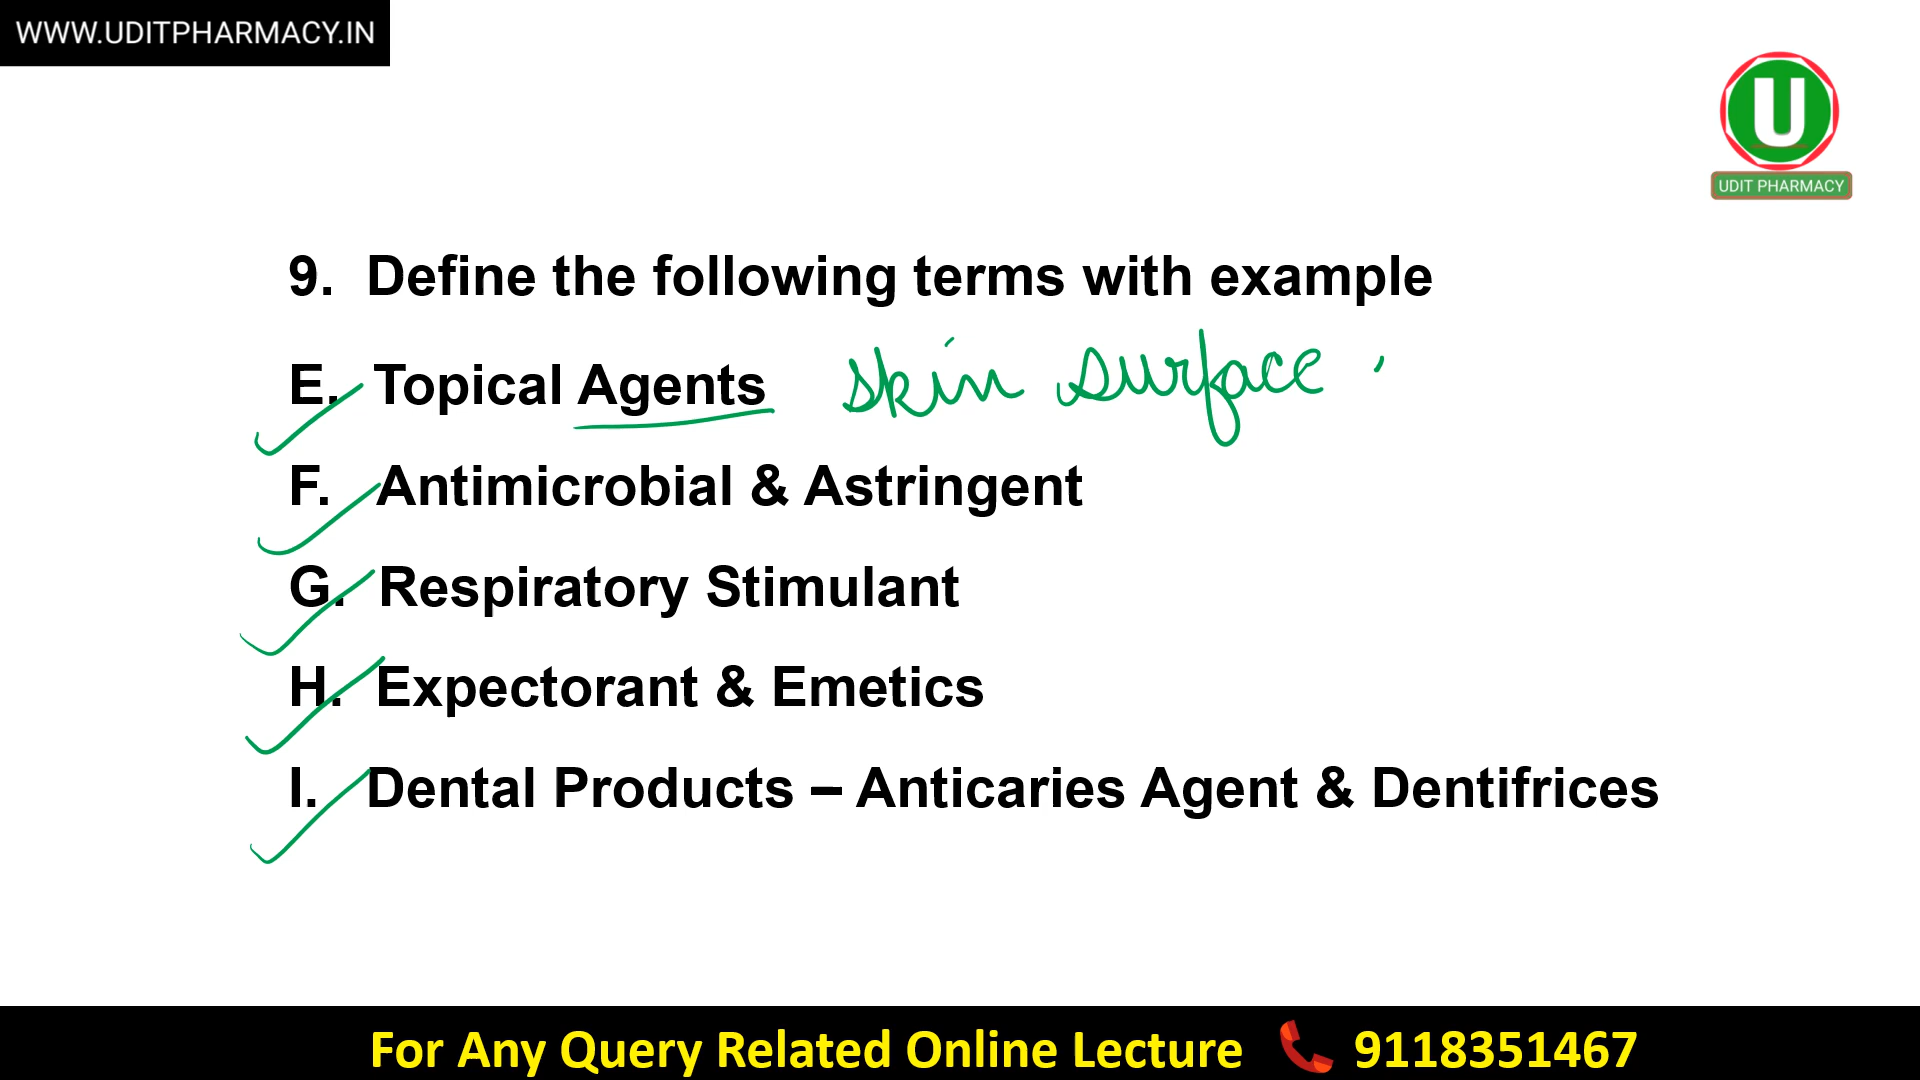 WWW.UDITPHARMACY.IN
U
UDIT PHARMACY
9. Define the following terms with example
E. Topical Agents skin surface
F. Antimicrobial & Astringent
G. Respiratory Stimulant
H. Expectorant & Emetics
I. Dental Products – Anticaries Agent & Dentifrices
For Any Query Related Online Lecture 9118351467